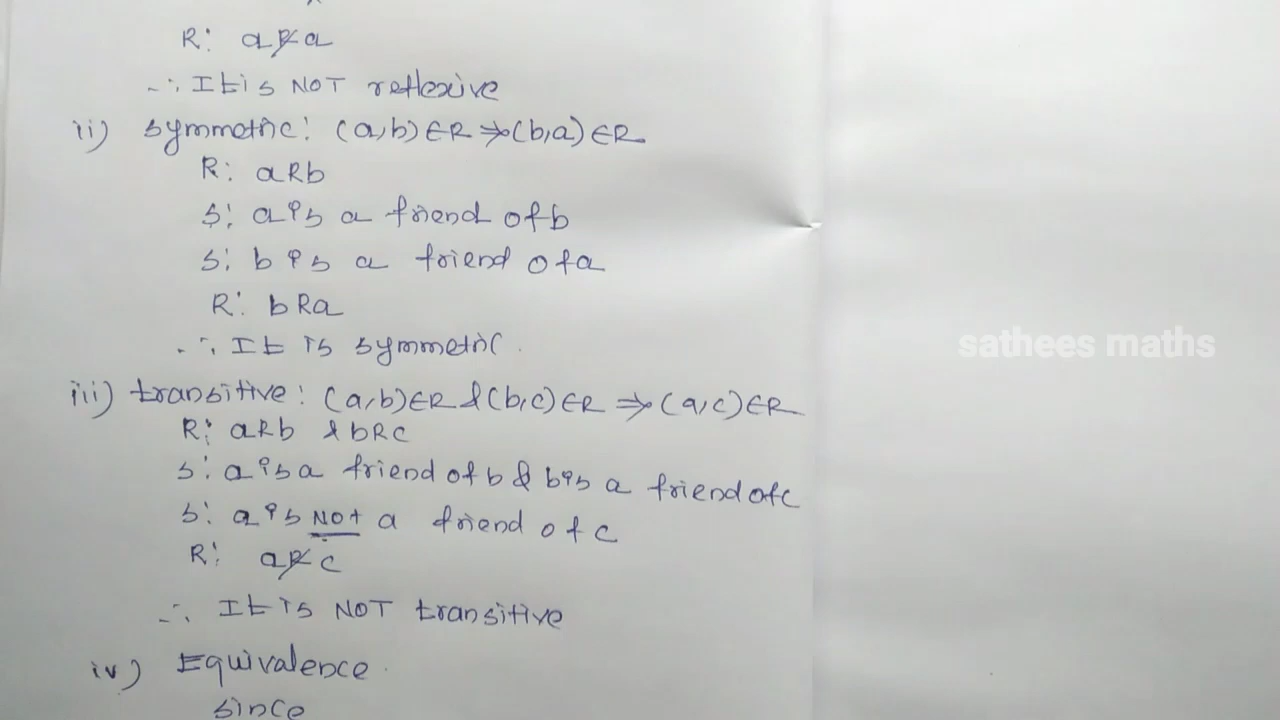 R: a R̸ a
∴ It is NOT reflexive
ii) symmetric: (a,b)∈R ⇒ (b,a)∈R
R: aRb
S: a is a friend of b
S: b is a friend of a
R: bRa
∴ It is symmetric.
sathees maths
iii) transitive: (a,b)∈R & (b,c)∈R ⇒ (a,c)∈R
R: aRb & bRc
S: a is a friend of b & b is a friend of c
S: a is NOT a friend of c
R: a R̸ c
∴ It is NOT transitive
iv) Equivalence.
since